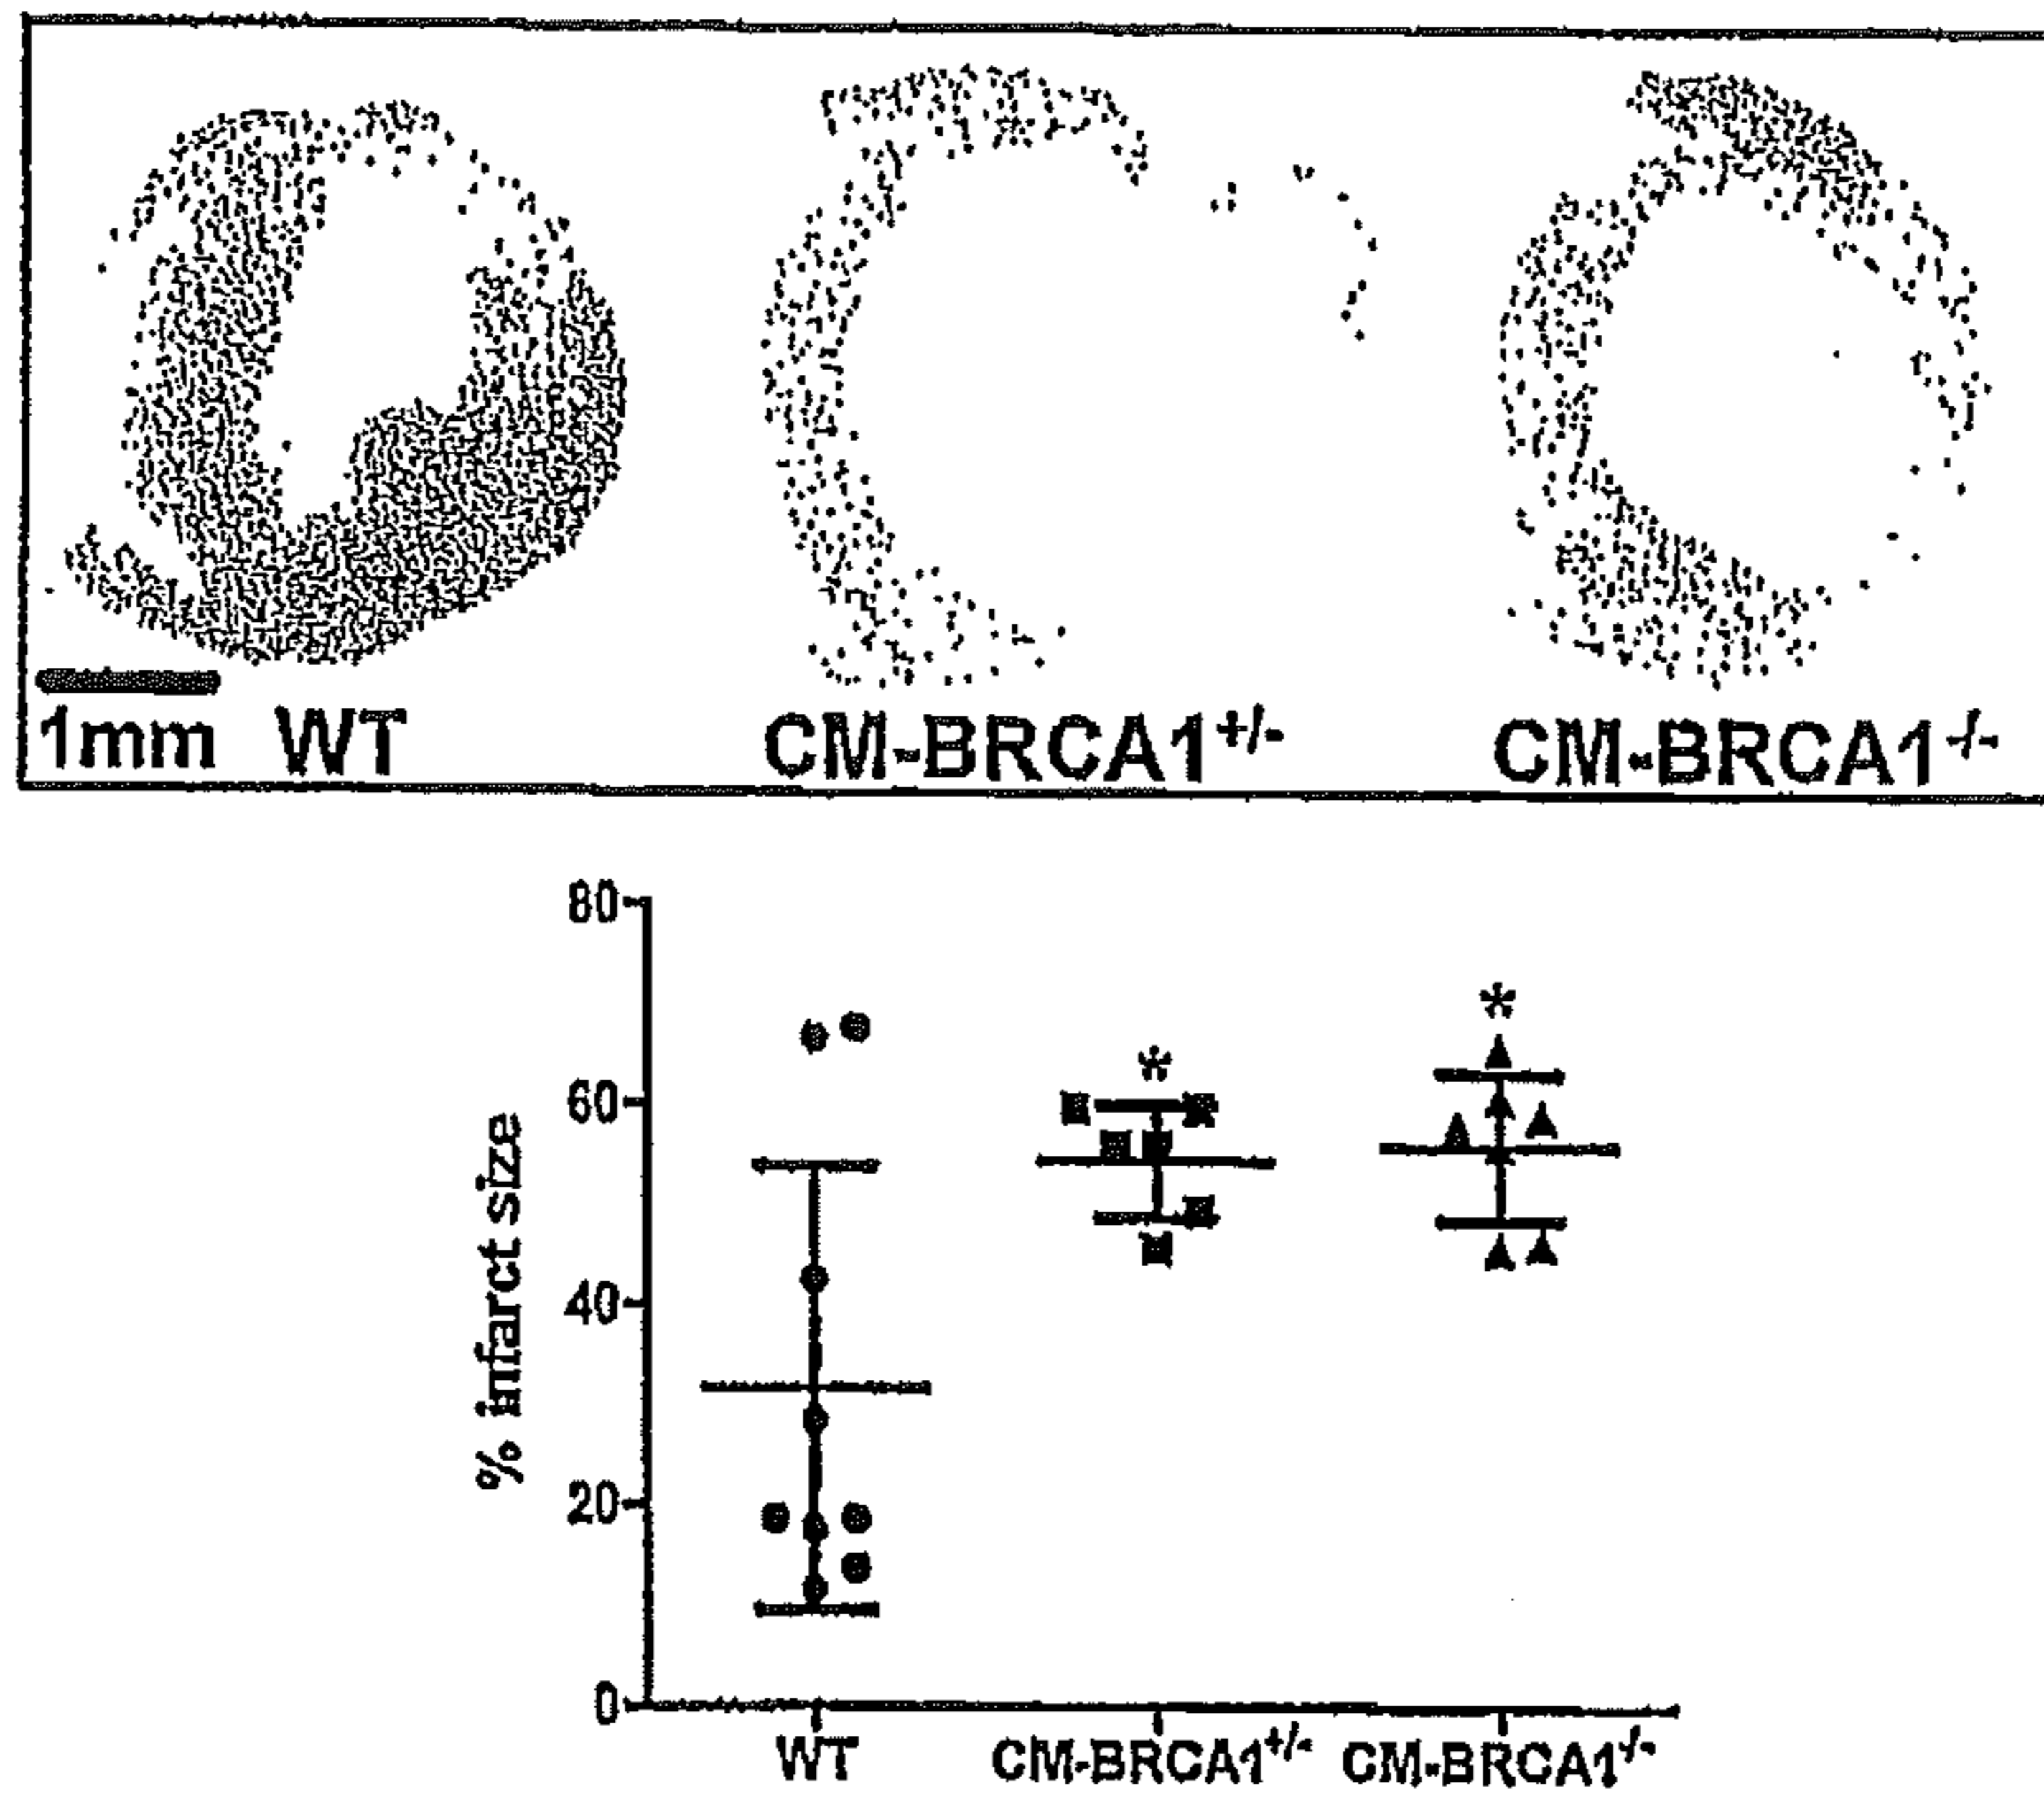 1mm WT CM-BRCA1+/- CM-BRCA1-/-
80
*
*
60
40
20
0
% infarct size
WT CM-BRCA1+/- CM-BRCA1-/-